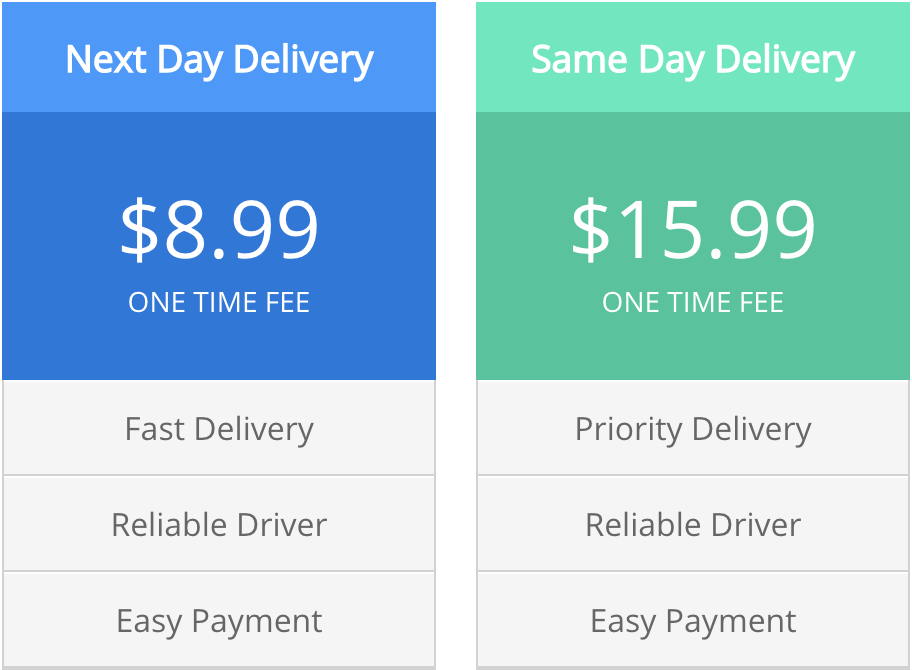 Next Day Delivery
$8.99
ONE TIME FEE
Fast Delivery
Reliable Driver
Easy Payment
Same Day Delivery
$15.99
ONE TIME FEE
Priority Delivery
Reliable Driver
Easy Payment